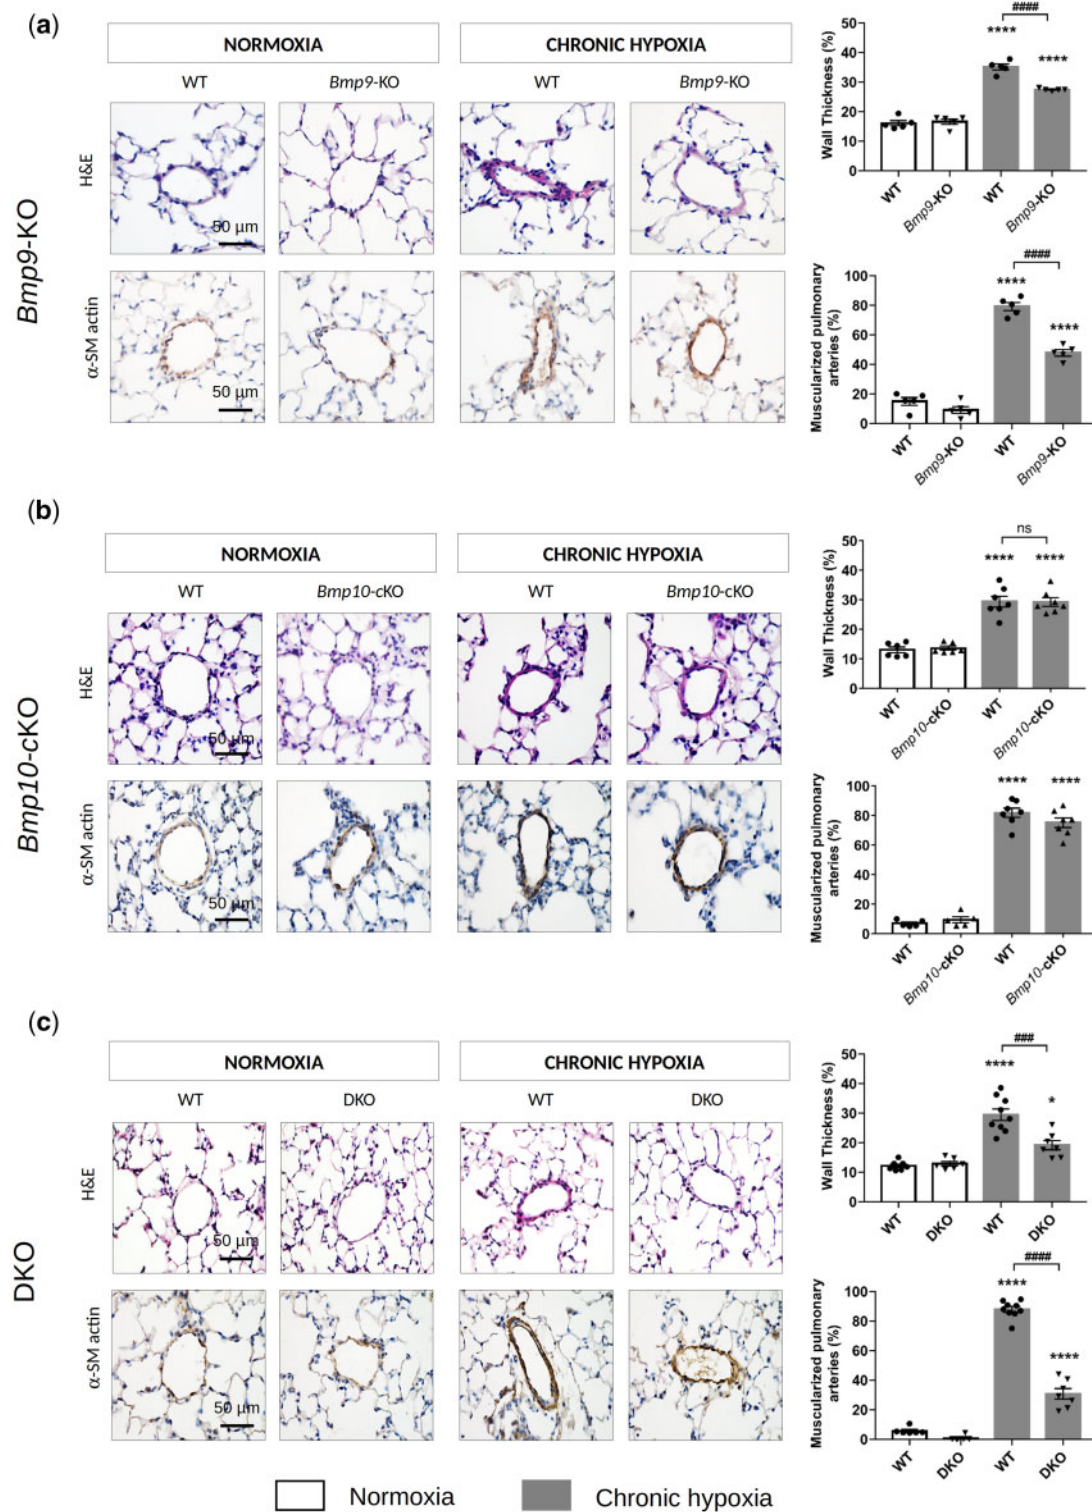 (a)
NORMOXIA
CHRONIC HYPOXIA
WT
Bmp9-KO
WT
Bmp9-KO
Bmp9-KO
H&E
50 µm
α-SM actin
50 µm
Wall Thickness (%)
50
40
30
20
10
0
####
****
****
WT
Bmp9-KO
WT
Bmp9-KO
Muscularized pulmonary
arteries (%)
100
80
60
40
20
0
####
****
****
WT
Bmp9-KO
WT
Bmp9-KO
(b)
NORMOXIA
CHRONIC HYPOXIA
WT
Bmp10-cKO
WT
Bmp10-cKO
Bmp10-cKO
H&E
50 µm
α-SM actin
50 µm
Wall Thickness (%)
50
40
30
20
10
0
ns
****
****
WT
Bmp10-cKO
WT
Bmp10-cKO
Muscularized pulmonary
arteries (%)
100
80
60
40
20
0
****
****
WT
Bmp10-cKO
WT
Bmp10-cKO
(c)
NORMOXIA
CHRONIC HYPOXIA
WT
DKO
WT
DKO
DKO
H&E
50 µm
α-SM actin
50 µm
Wall Thickness (%)
50
40
30
20
10
0
###
****
*
WT
DKO
WT
DKO
Muscularized pulmonary
arteries (%)
100
80
60
40
20
0
####
****
****
WT
DKO
WT
DKO
Normoxia
Chronic hypoxia